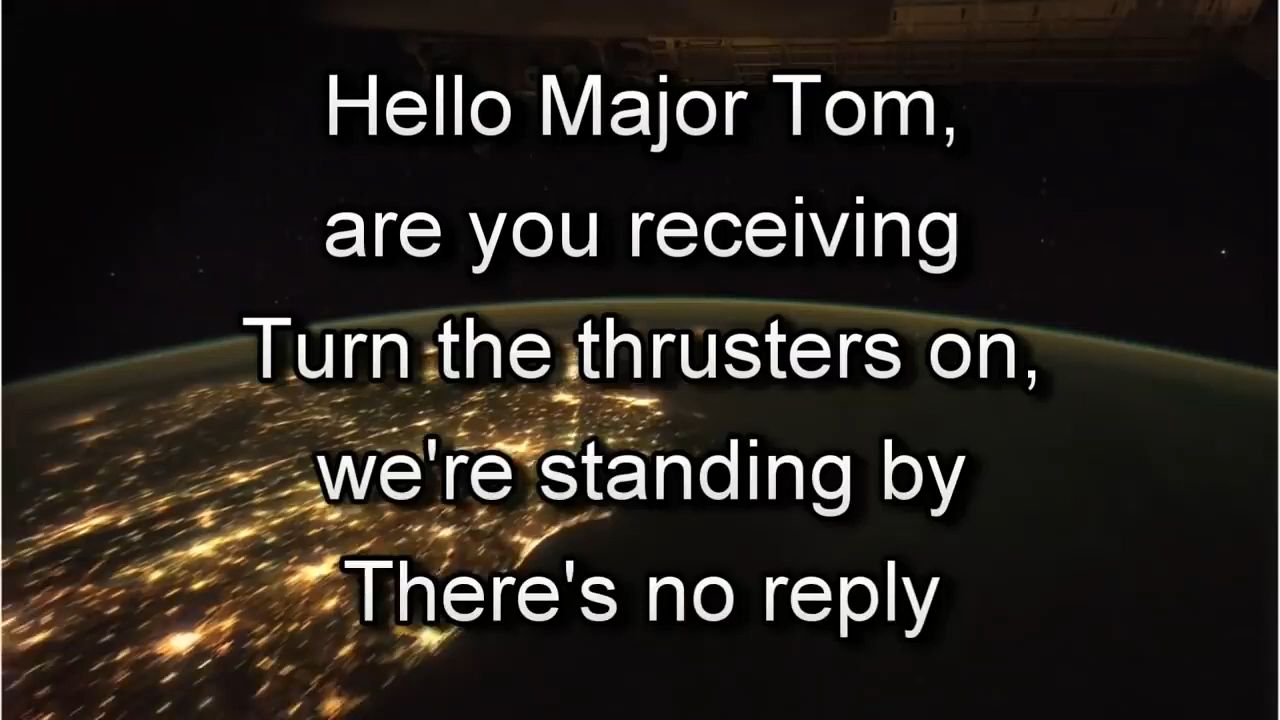 Hello Major Tom,
are you receiving
Turn the thrusters on,
we're standing by
There's no reply